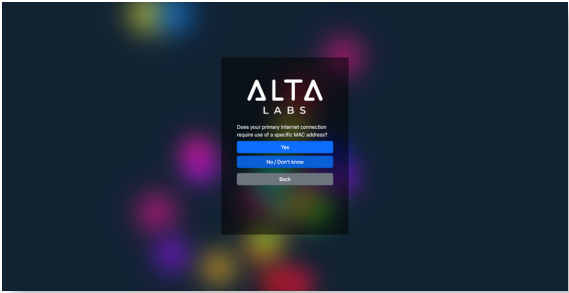 ALTA
LABS
Does your primary Internet connection
require use of a specific MAC address?
Yes
No / Don't know
Back